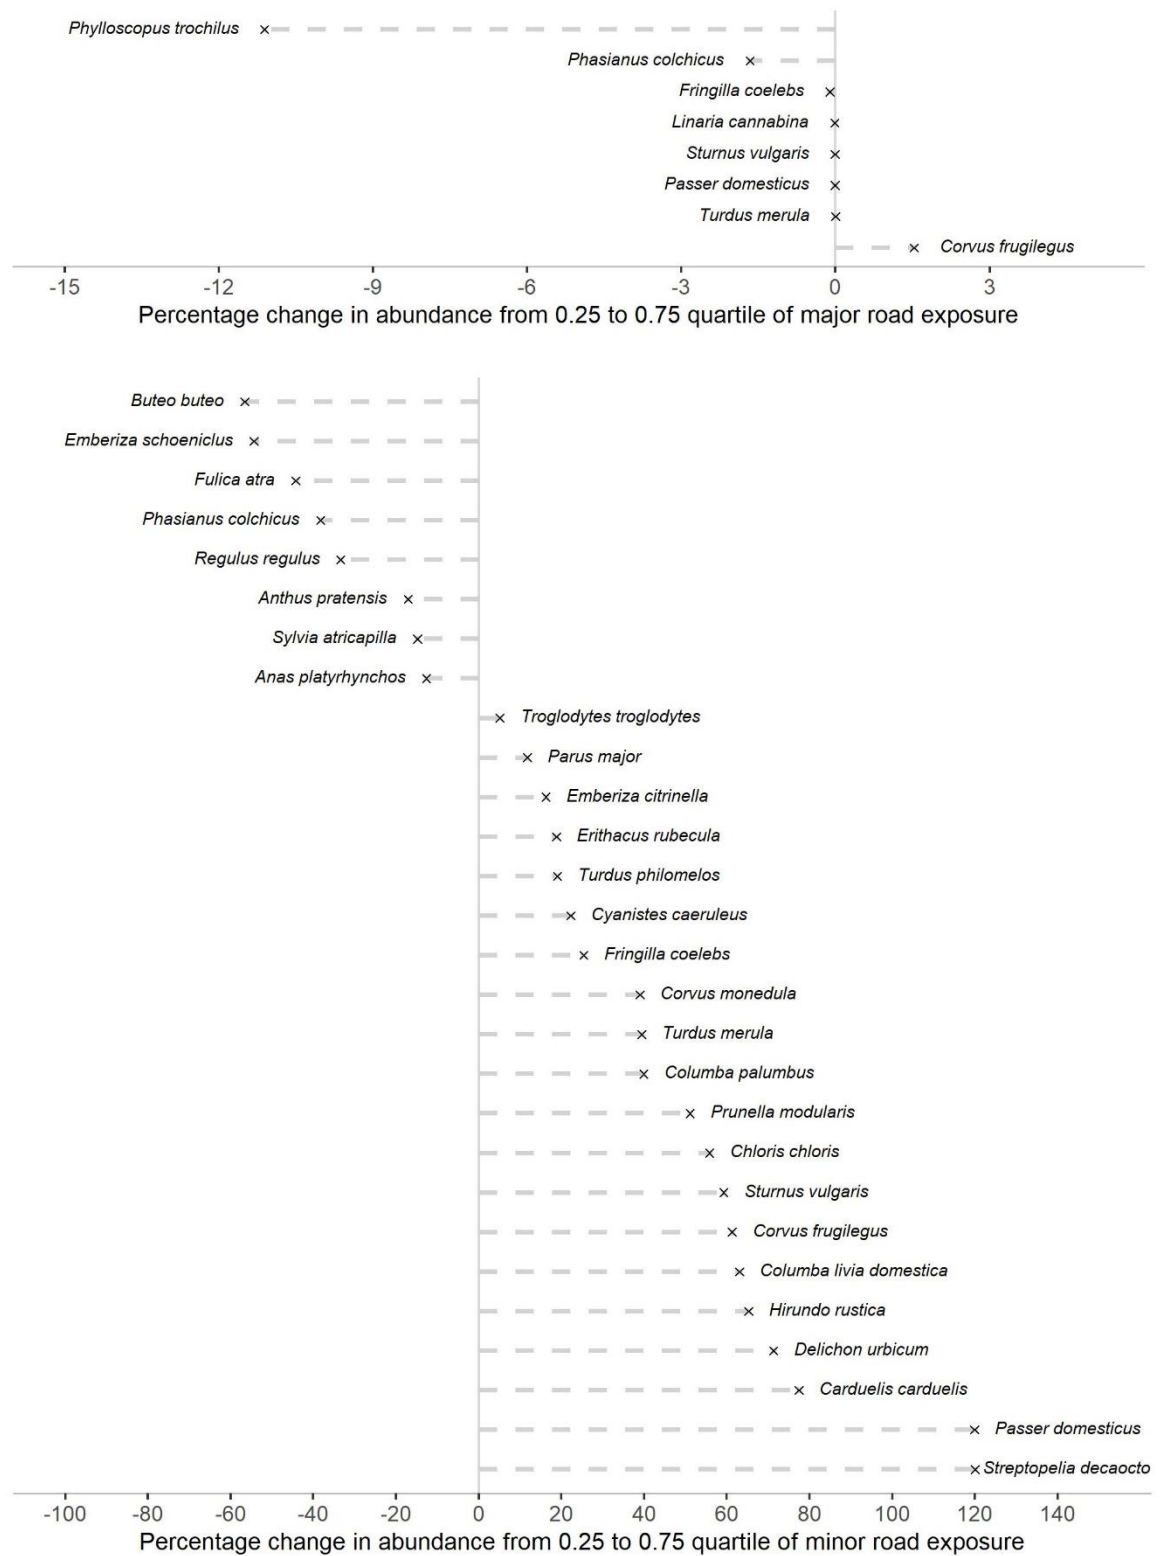 Phylloscopus trochilus
Phasianus colchicus
Fringilla coelebs
Linaria cannabina
Sturnus vulgaris
Passer domesticus
Turdus merula
Corvus frugilegus
-15 -12 -9 -6 -3 0 3
Percentage change in abundance from 0.25 to 0.75 quartile of major road exposure
Buteo buteo
Emberiza schoeniclus
Fulica atra
Phasianus colchicus
Regulus regulus
Anthus pratensis
Sylvia atricapilla
Anas platyrhynchos
Troglodytes troglodytes
Parus major
Emberiza citrinella
Erithacus rubecula
Turdus philomelos
Cyanistes caeruleus
Fringilla coelebs
Corvus monedula
Turdus merula
Columba palumbus
Prunella modularis
Chloris chloris
Sturnus vulgaris
Corvus frugilegus
Columba livia domestica
Hirundo rustica
Delichon urbicum
Carduelis carduelis
Passer domesticus
Streptopelia decaocto
-100 -80 -60 -40 -20 0 20 40 60 80 100 120 140
Percentage change in abundance from 0.25 to 0.75 quartile of minor road exposure